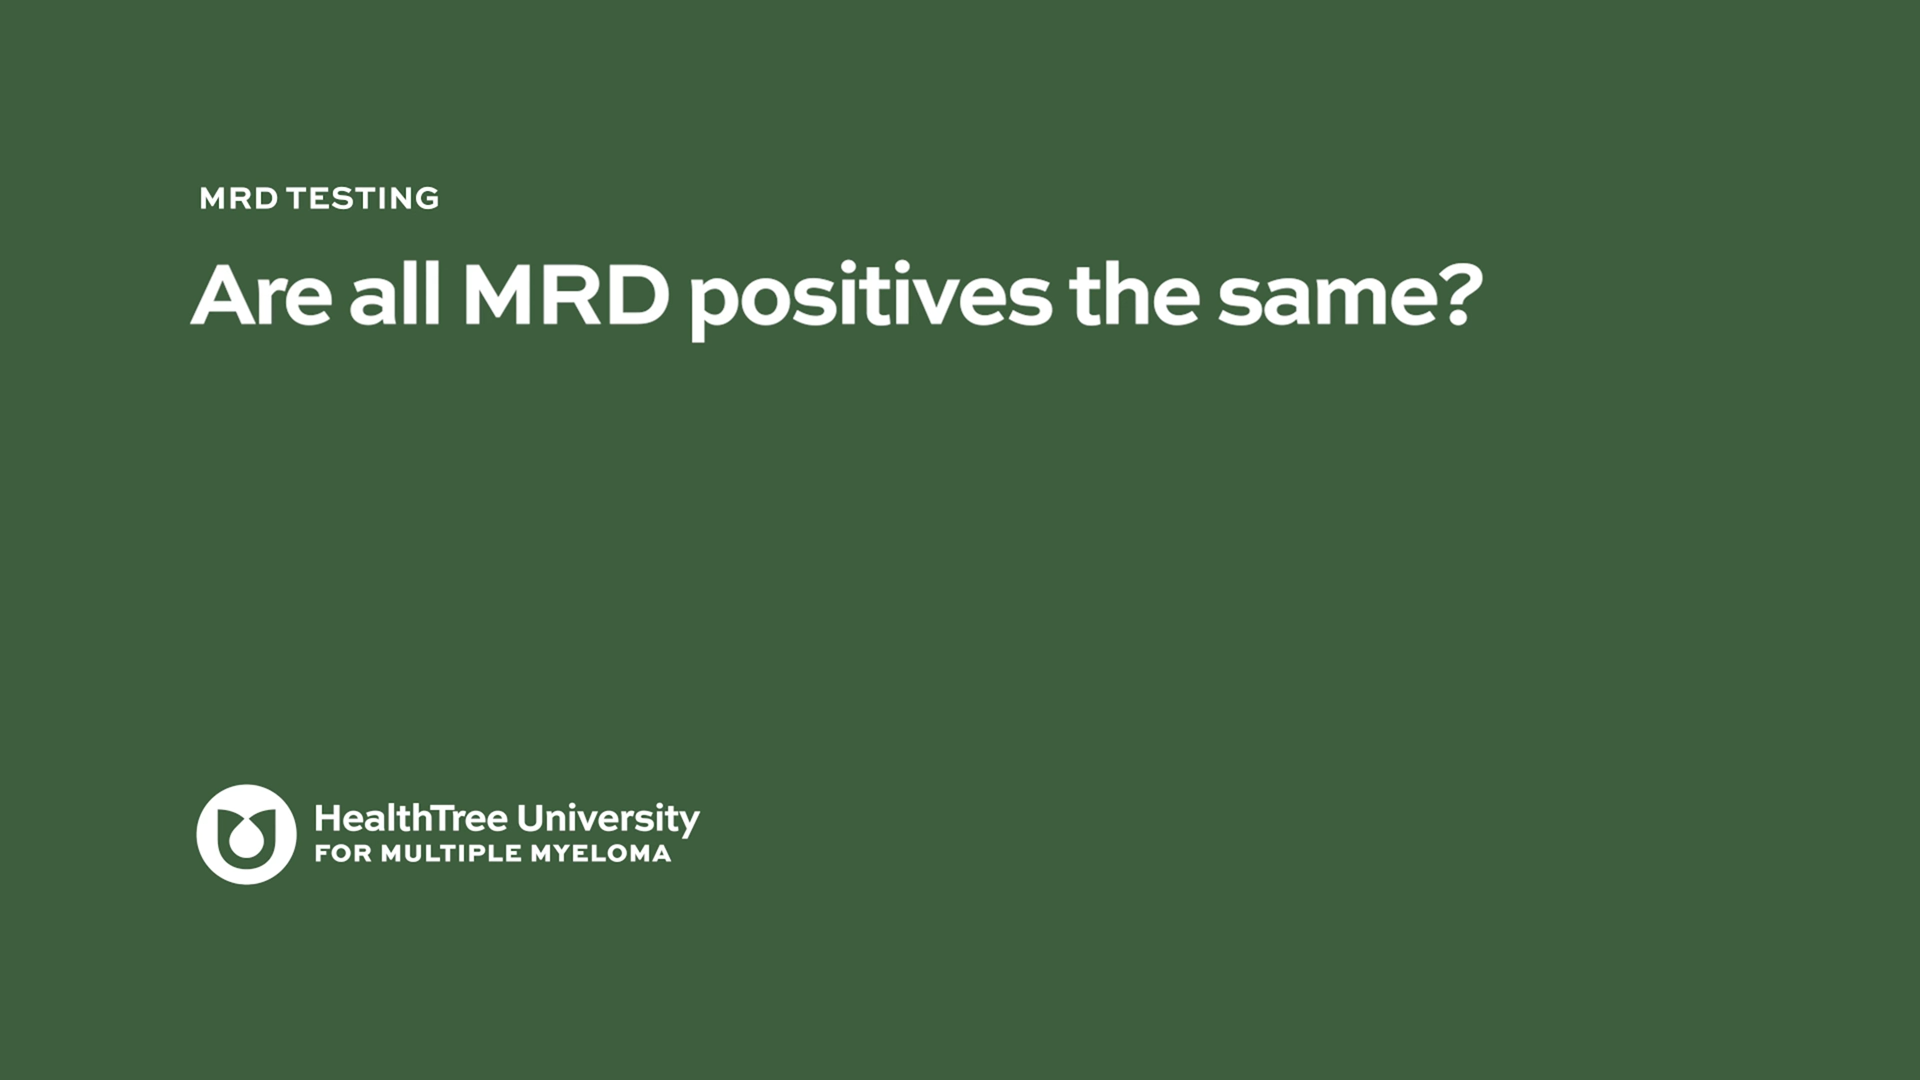 MRD TESTING
Are all MRD positives the same?
HealthTree University
FOR MULTIPLE MYELOMA